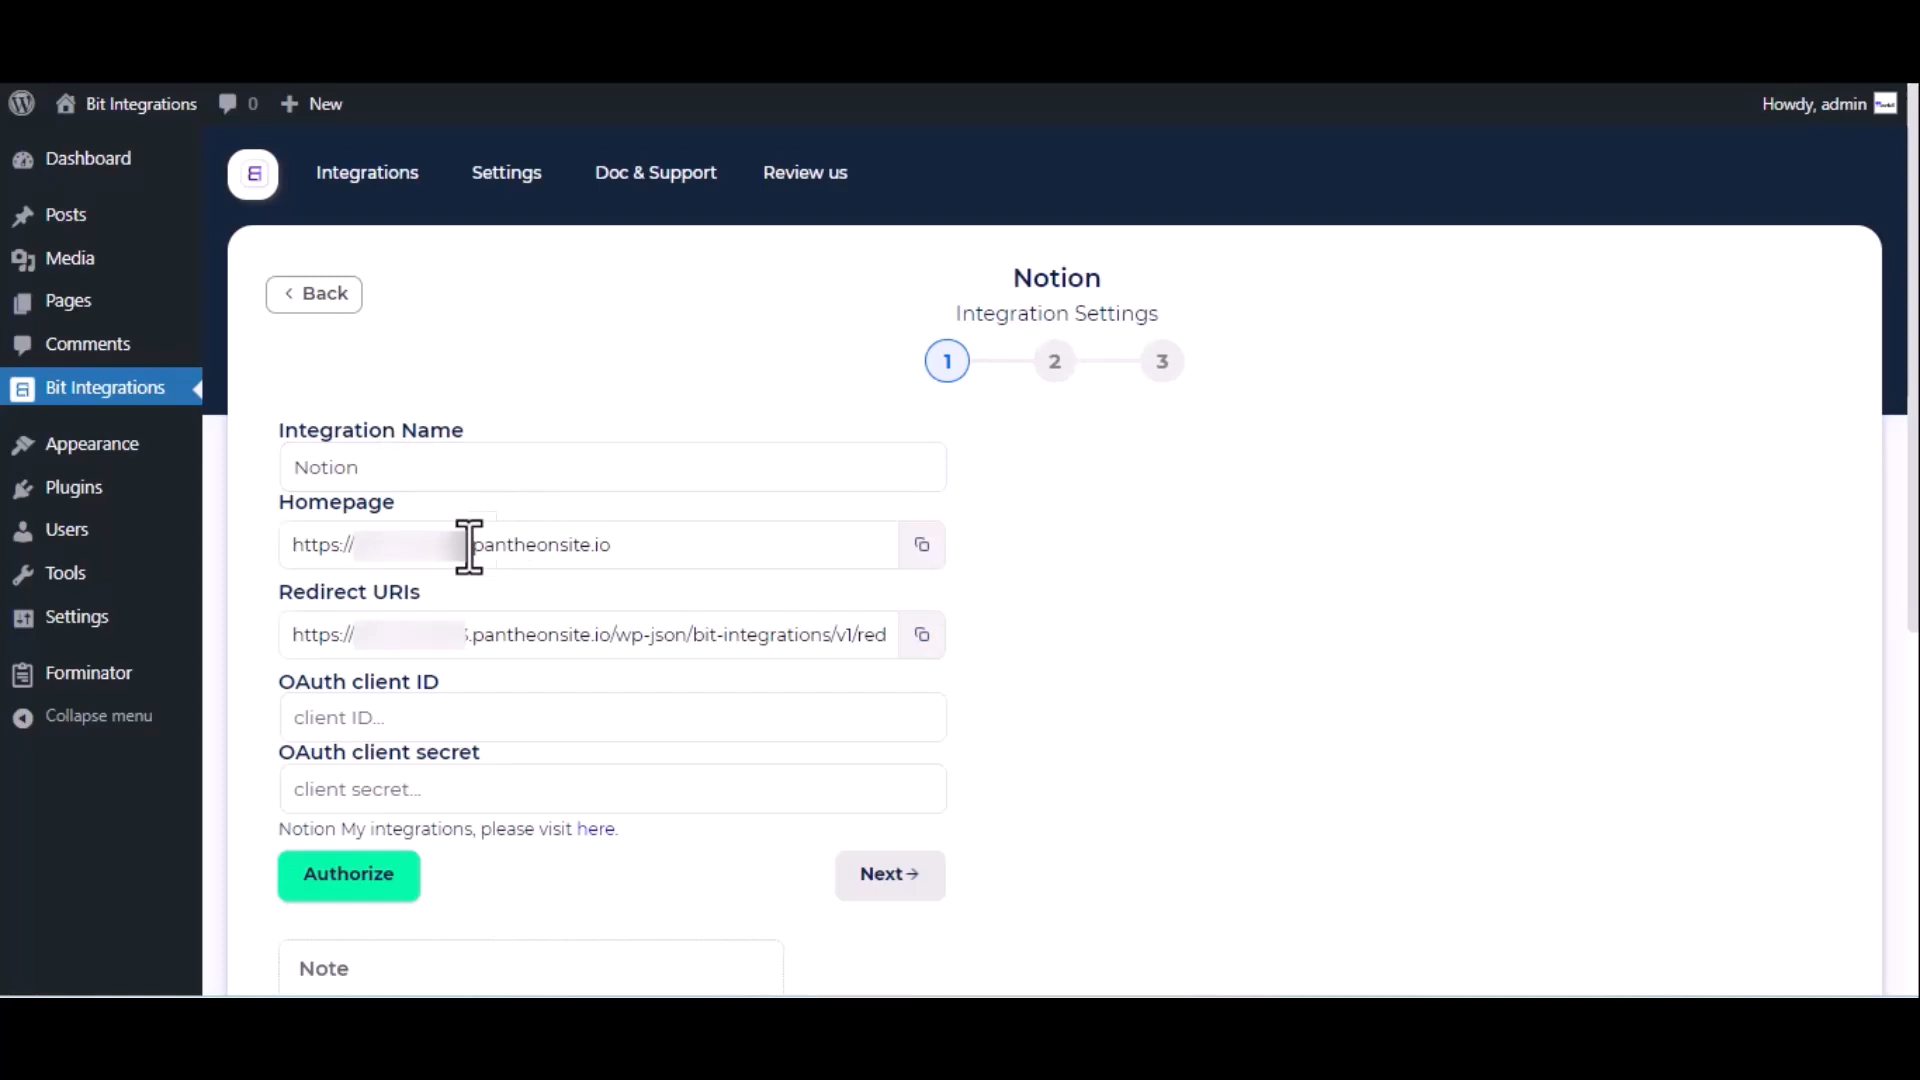 Bit Integrations 0 New Howdy, admin
Dashboard
Posts
Media
Pages
Comments
Bit Integrations
Appearance
Plugins
Users
Tools
Settings
Forminator
Collapse menu
Integrations Settings Doc & Support Review us
Back
Notion
Integration Settings
1 2 3
Integration Name
Notion
Homepage
https:// pantheonsite.io
Redirect URIs
https:// .pantheonsite.io/wp-json/bit-integrations/v1/red
OAuth client ID
client ID...
OAuth client secret
client secret...
Notion My integrations, please visit here.
Authorize Next→
Note